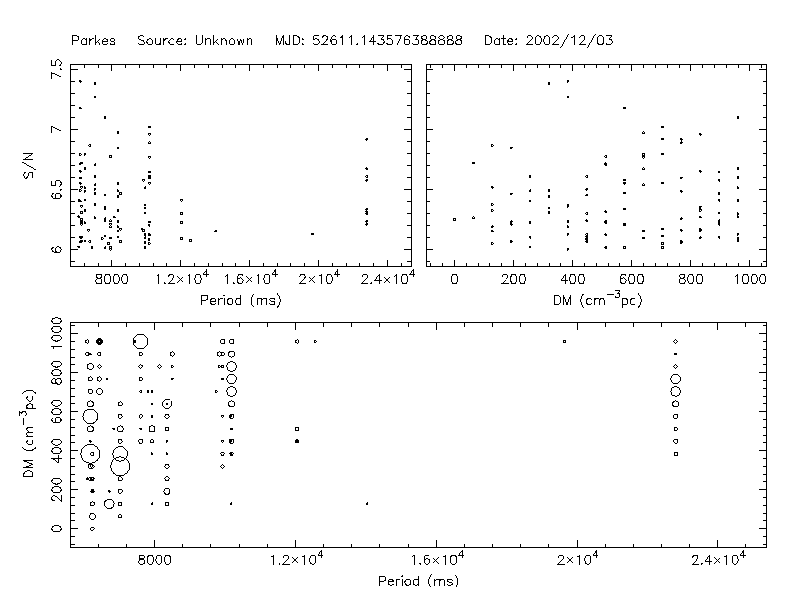 Parkes Source: Unknown MJD: 52611.143576388888 Date: 2002/12/03
7.5
7
6.5
6
S/N
8000 1.2×10⁴ 1.6×10⁴ 2×10⁴ 2.4×10⁴
Period (ms)
0 200 400 600 800 1000
DM (cm⁻³pc)
1000
800
600
400
200
0
DM (cm⁻³pc)
8000 1.2×10⁴ 1.6×10⁴ 2×10⁴ 2.4×10⁴
Period (ms)